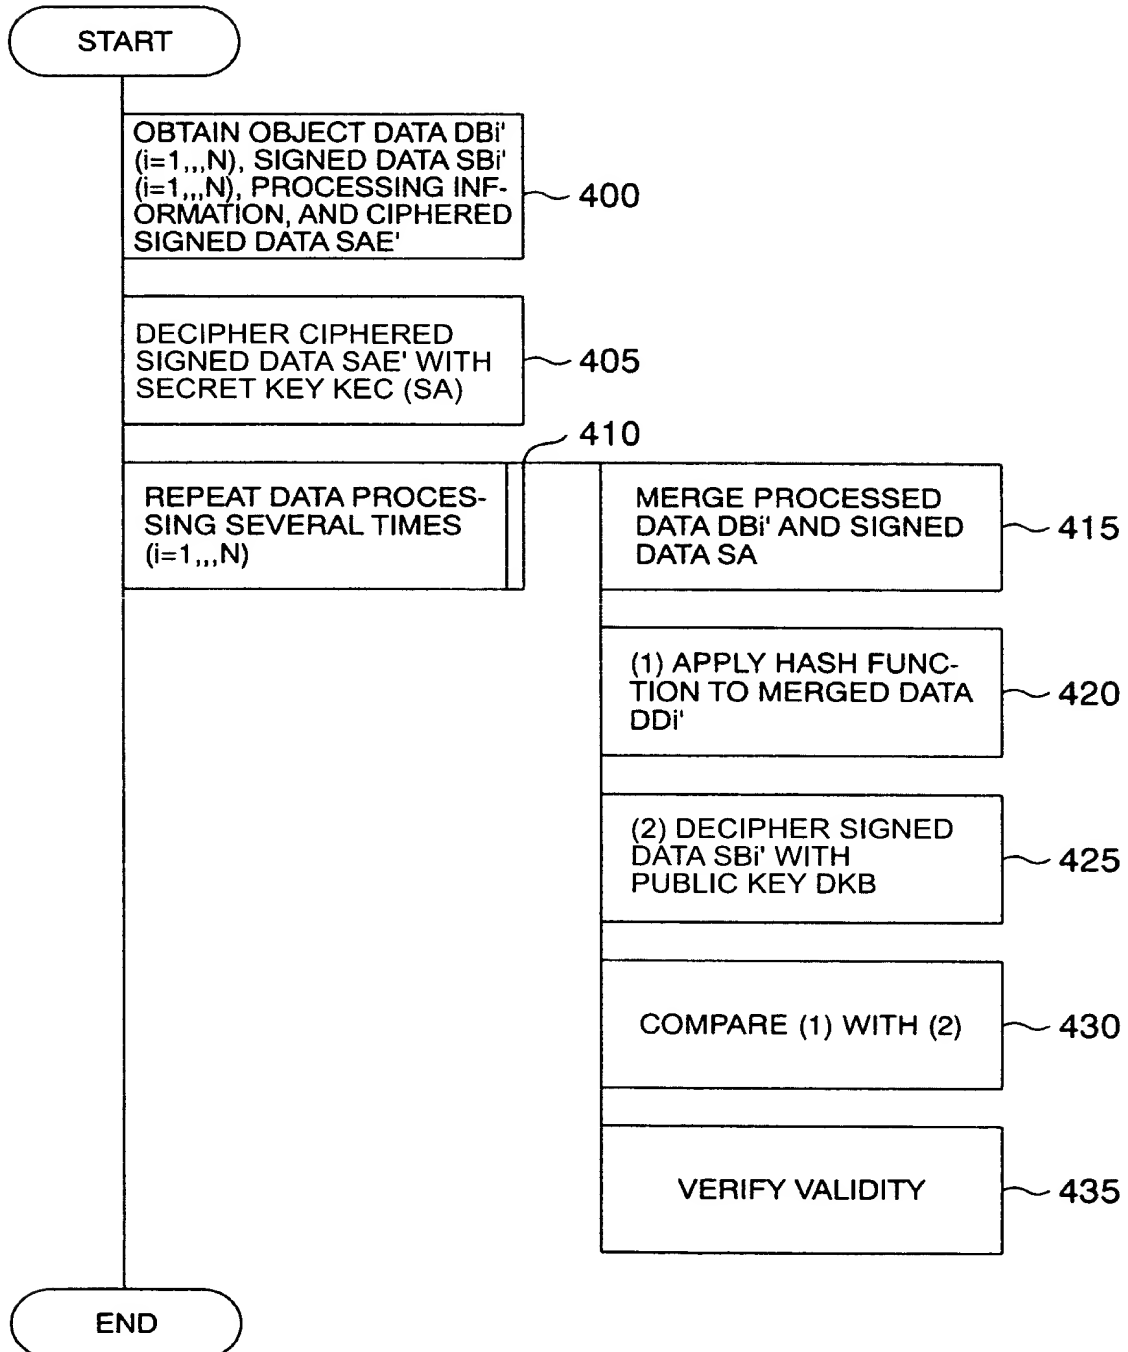 START
OBTAIN OBJECT DATA DBi'
(i=1,,,N), SIGNED DATA SBi'
(i=1,,,N), PROCESSING INF-
ORMATION, AND CIPHERED
SIGNED DATA SAE'
400
DECIPHER CIPHERED
SIGNED DATA SAE' WITH
SECRET KEY KEC (SA)
405
410
REPEAT DATA PROCES-
SING SEVERAL TIMES
(i=1,,,N)
MERGE PROCESSED
DATA DBi' AND SIGNED
DATA SA
415
(1) APPLY HASH FUNC-
TION TO MERGED DATA
DDi'
420
(2) DECIPHER SIGNED
DATA SBi' WITH
PUBLIC KEY DKB
425
COMPARE (1) WITH (2)
430
VERIFY VALIDITY
435
END